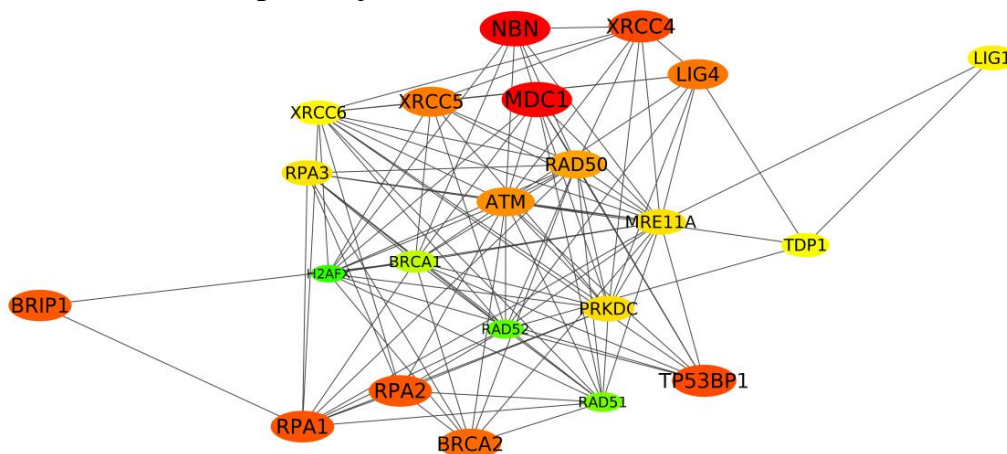 NBN
XRCC4
LIG1
LIG4
XRCC5
MDC1
XRCC6
RAD50
RPA3
ATM
MRE11A
TDP1
BRCA1
H2AFX
BRIP1
PRKDC
RAD52
TP53BP1
RPA2
RAD51
RPA1
BRCA2